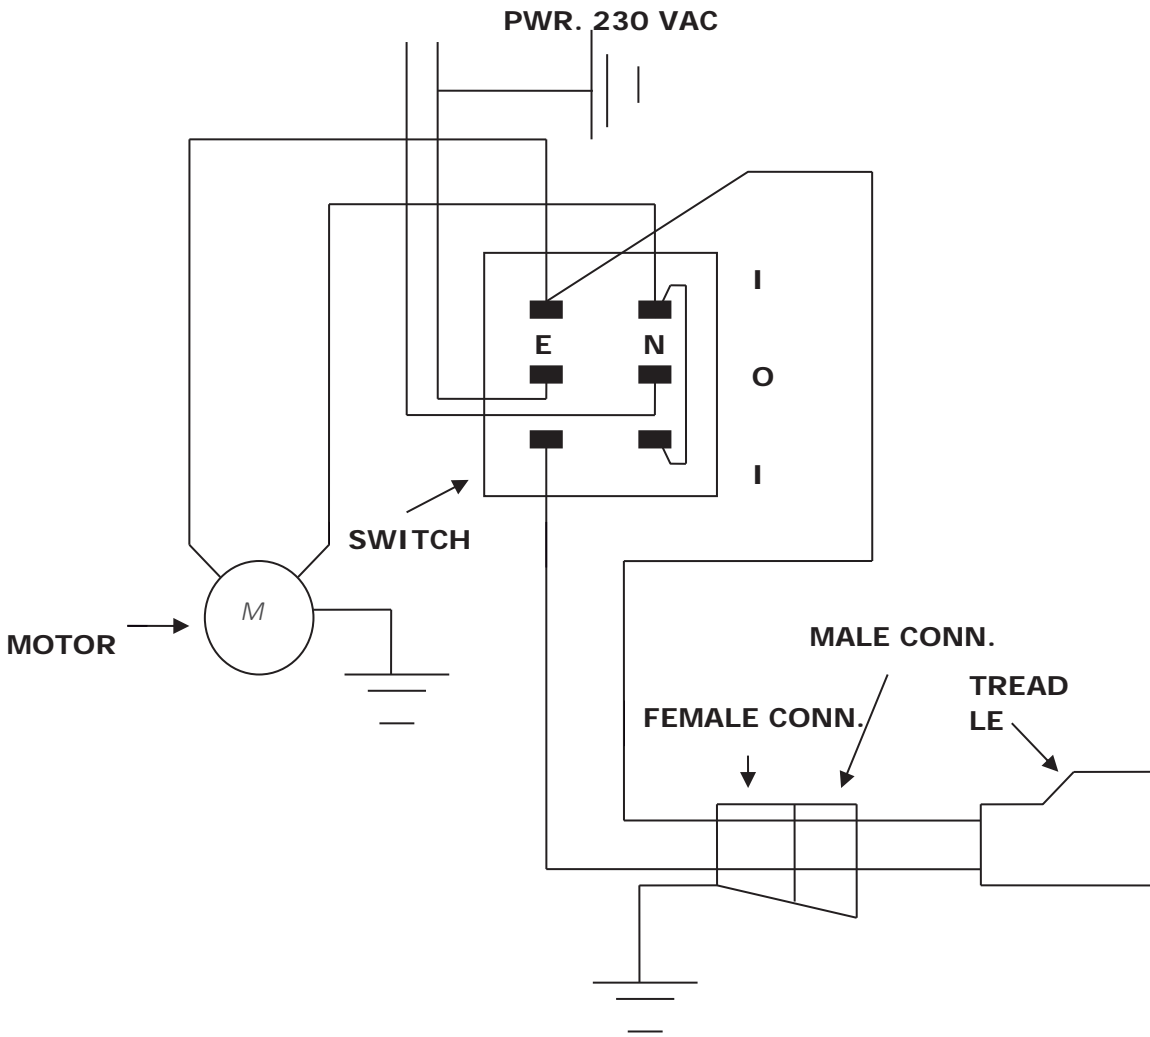 PWR. 230 VAC
I
E
N
O
I
SWITCH
M
MOTOR
MALE CONN.
TREAD
LE
FEMALE CONN.